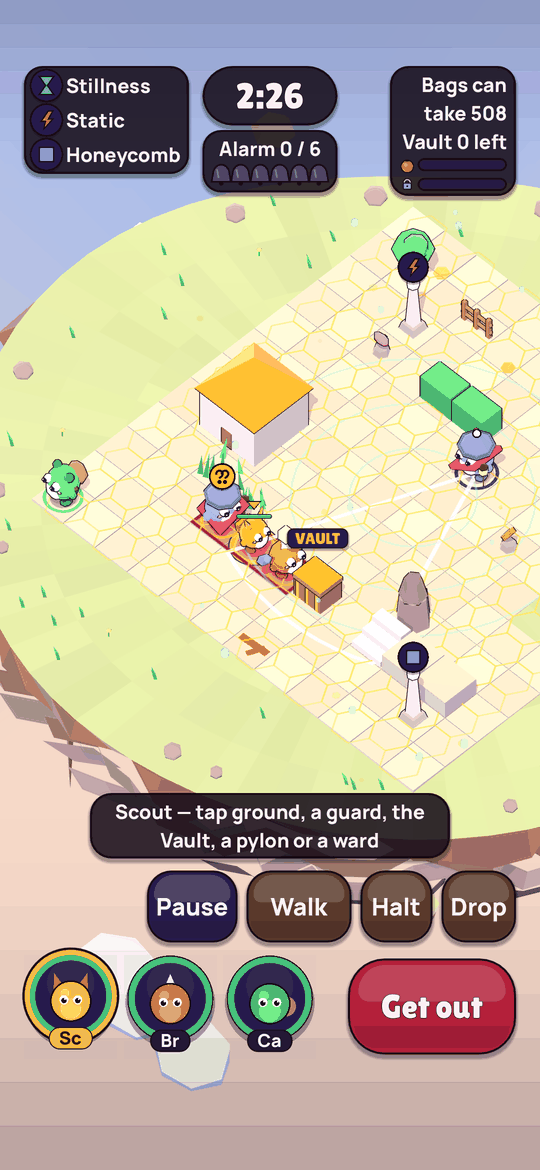 Stillness
Static
Honeycomb
2:26
Alarm 0 / 6
Bags can
take 508
Vault 0 left
??
VAULT
Scout — tap ground, a guard, the
Vault, a pylon or a ward
Pause
Walk
Halt
Drop
Sc
Br
Ca
Get out